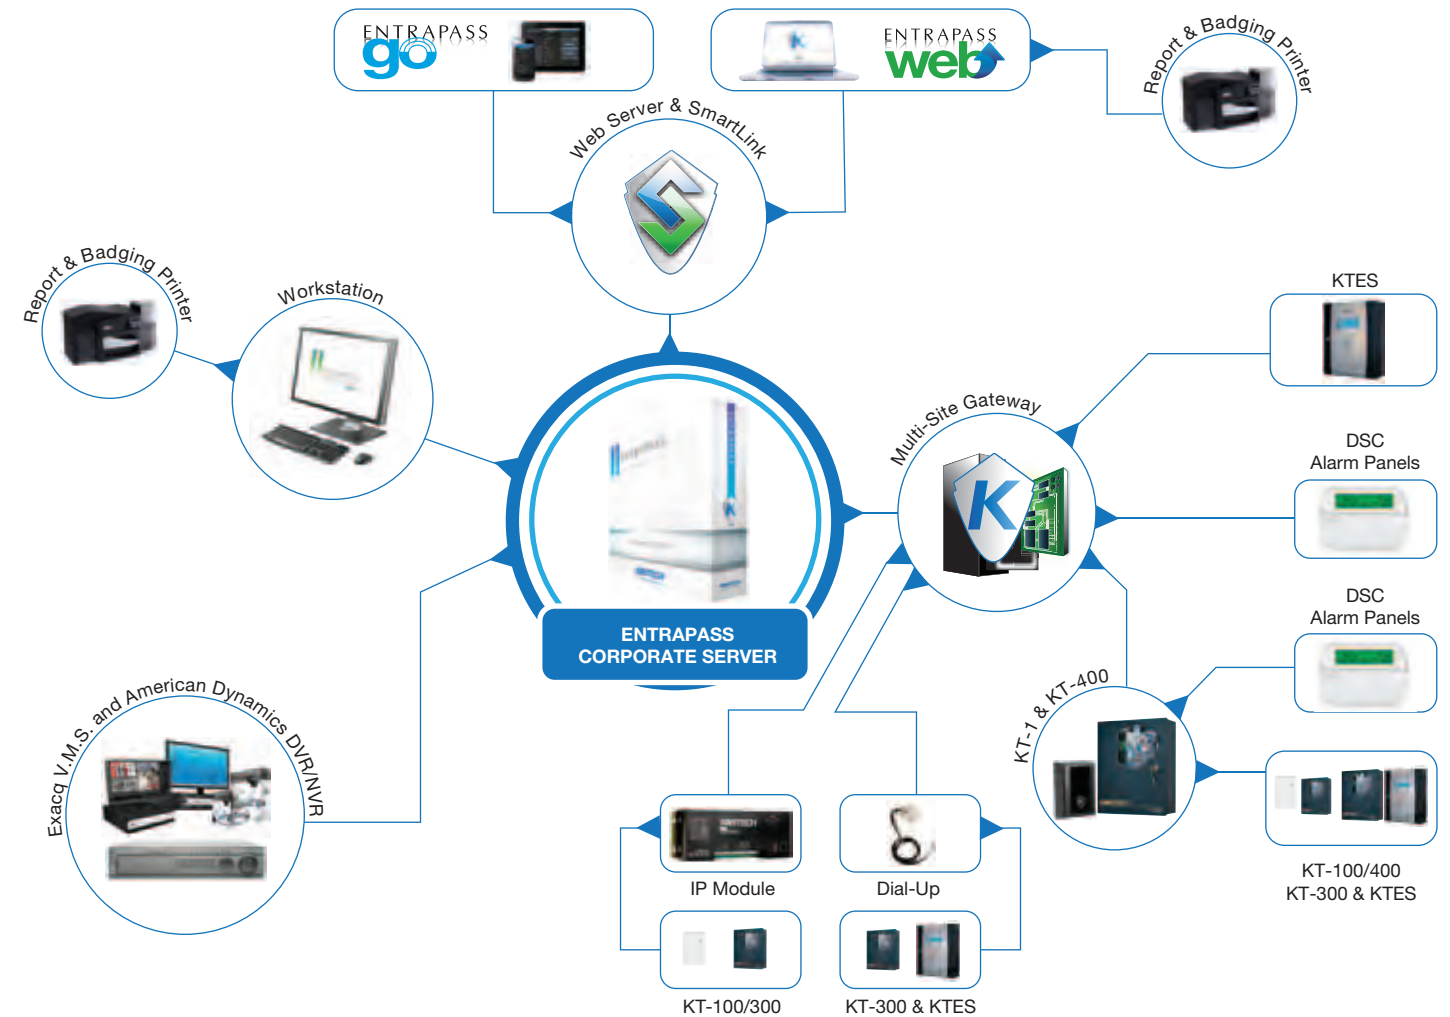 ENTRAPASS
go
ENTRAPASS
web
Report & Badging Printer
Web Server & SmartLink
Report & Badging Printer
Workstation
KTES
Multi-Site Gateway
DSC
Alarm Panels
ENTRAPASS
CORPORATE SERVER
DSC
Alarm Panels
KT-1 & KT-400
Exacq V.M.S. and American Dynamics DVR/NVR
KT-100/400
KT-300 & KTES
IP Module
Dial-Up
KT-100/300
KT-300 & KTES